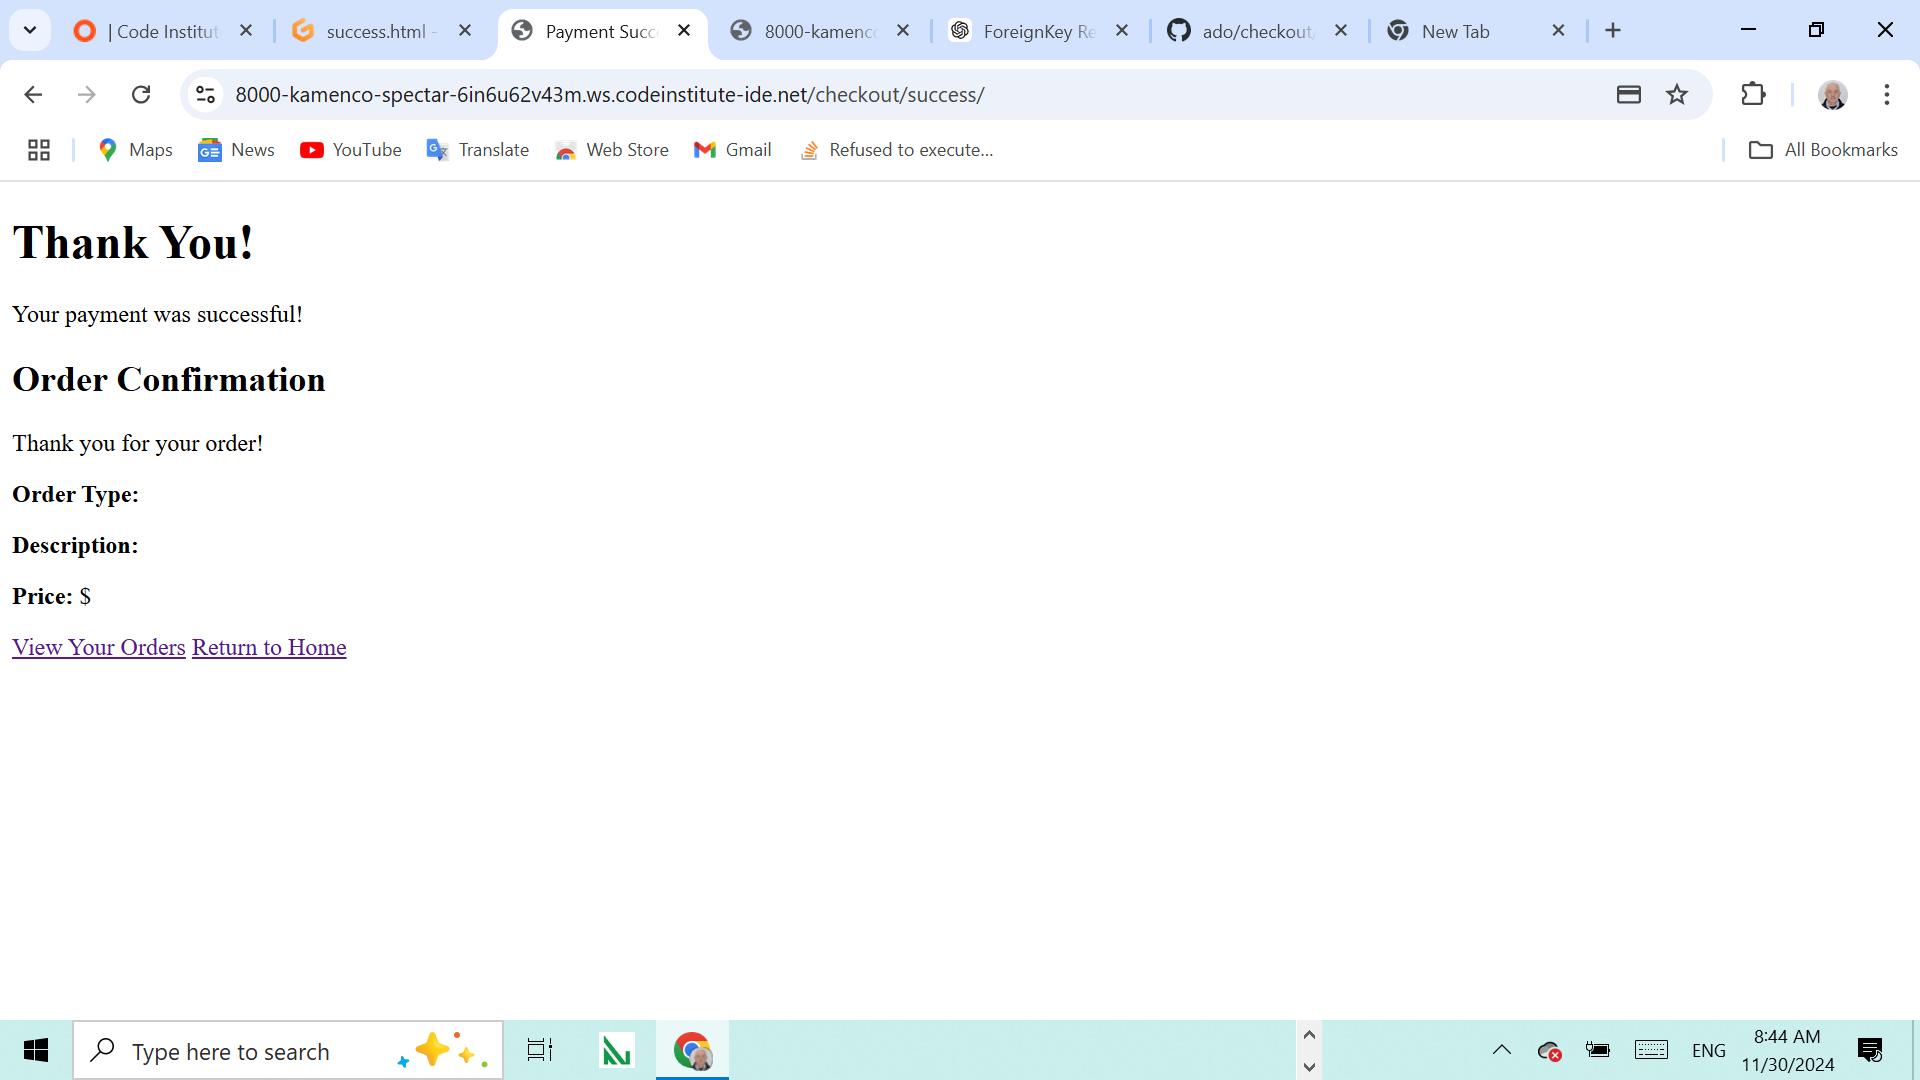 | Code Institut
success.html -
Payment Succ
8000-kamenco
ForeignKey Re
ado/checkout/
New Tab
8000-kamenco-spectar-6in6u62v43m.ws.codeinstitute-ide.net/checkout/success/
Maps
News
YouTube
Translate
Web Store
Gmail
Refused to execute...
All Bookmarks
Thank You!
Your payment was successful!
Order Confirmation
Thank you for your order!
Order Type:
Description:
Price: $
View Your Orders Return to Home
Type here to search
ENG
8:44 AM
11/30/2024